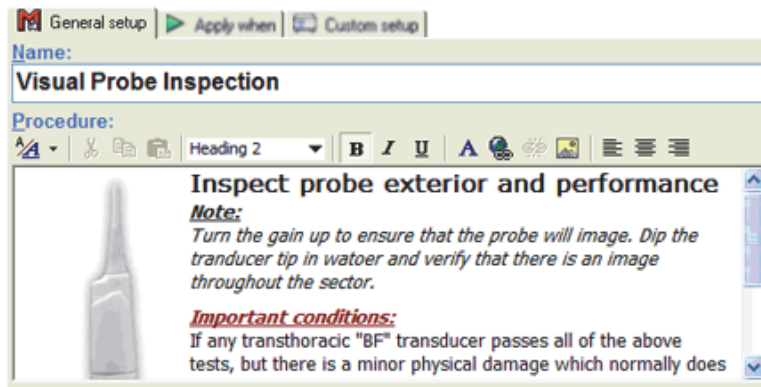 General setup Apply when Custom setup
Name:
Visual Probe Inspection
Procedure:
Heading 2 B I U A
Inspect probe exterior and performance
Note:
Turn the gain up to ensure that the probe will image. Dip the
tranducer tip in watoer and verify that there is an image
throughout the sector.
Important conditions:
If any transthoracic "BF" transducer passes all of the above
tests, but there is a minor physical damage which normally does